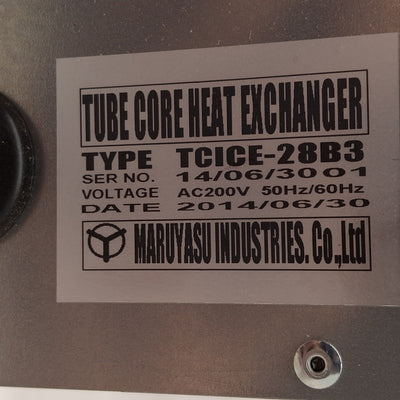 TUBE CORE HEAT EXCHANGER
TYPE TCICE-28B3
SER NO. 14/06/3001
VOLTAGE AC200V 50Hz/60Hz
DATE 2014/06/30
MARUYASU INDUSTRIES. Co.,Ltd